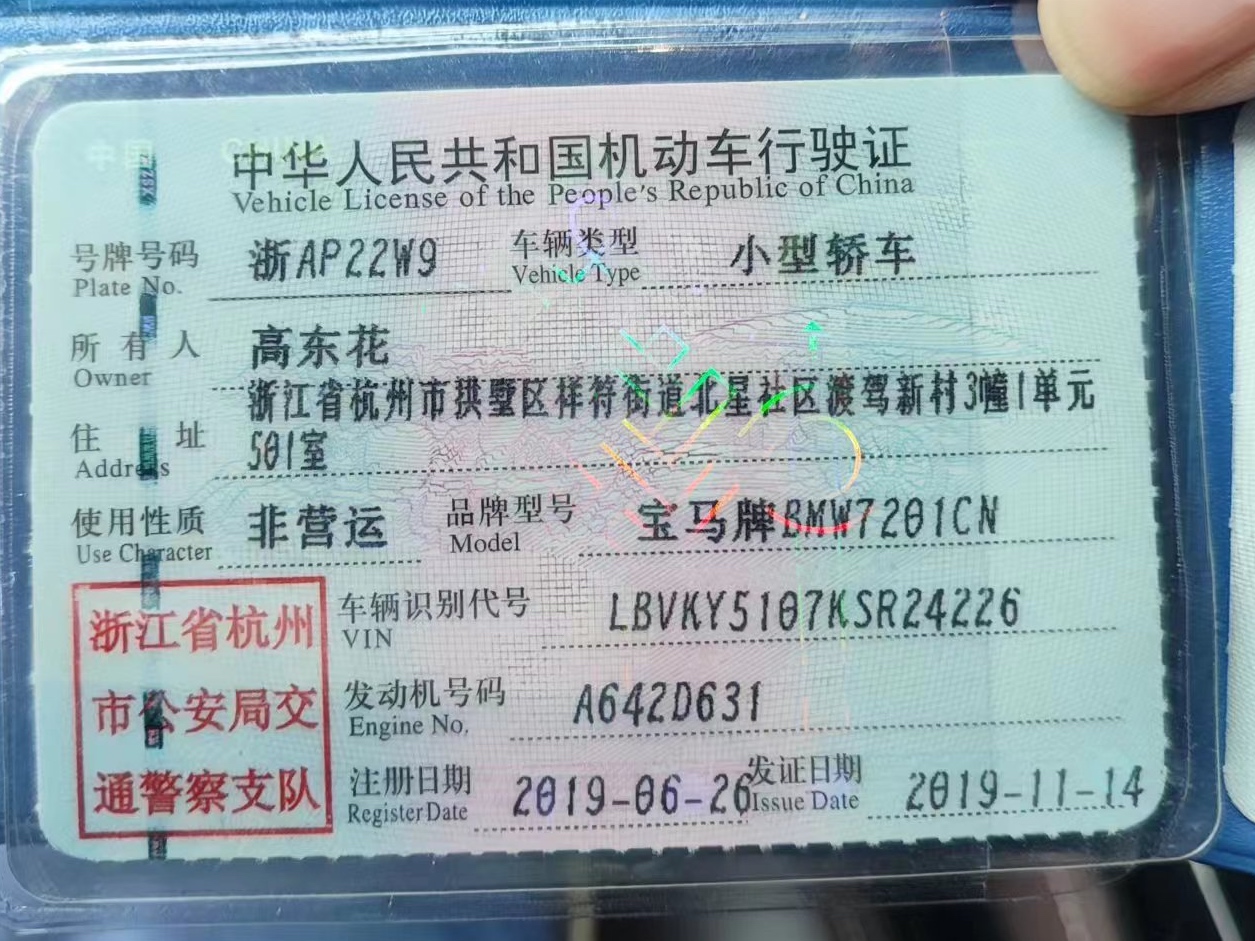 中华人民共和国机动车行驶证
Vehicle License of the People's Republic of China
号牌号码 浙AP22W9 车辆类型 小型轿车
Plate No. Vehicle Type
所有人 高东花
Owner
住址 浙江省杭州市拱墅区祥符街道北星社区渡驾新村3幢1单元
Address 501室
使用性质 非营运 品牌型号 宝马牌BMW7201CN
Use Character Model
浙江省杭州
市公安局交
通警察支队
车辆识别代号 LBVKY5107KSR24226
VIN
发动机号码 A642D631
Engine No.
注册日期 2019-06-26 发证日期 2019-11-14
Register Date Issue Date